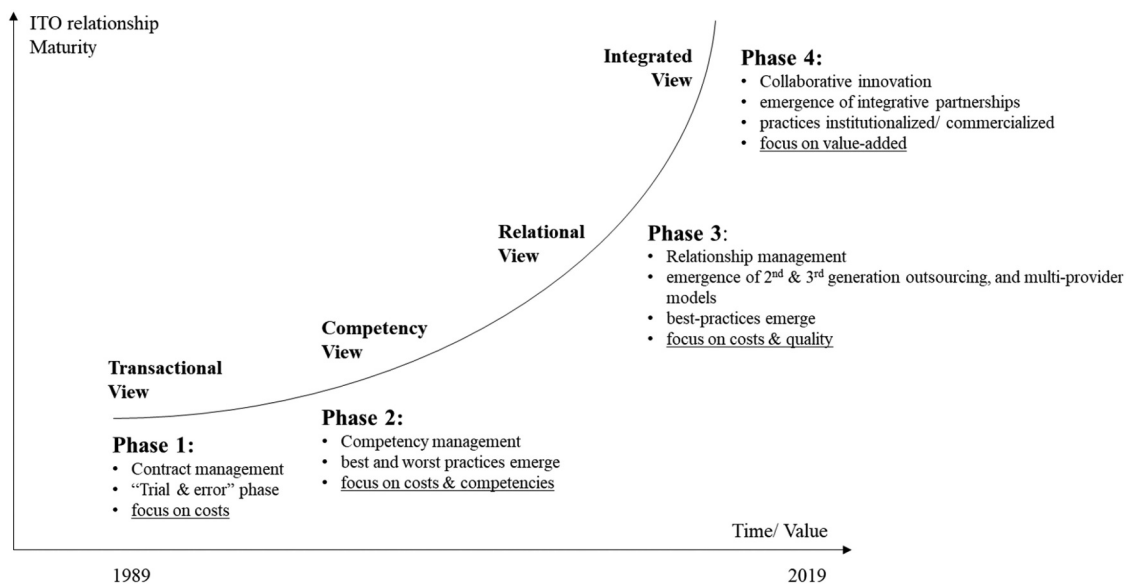 ITO relationship
Maturity
Integrated
View
Phase 4:
• Collaborative innovation
• emergence of integrative partnerships
• practices institutionalized/ commercialized
• focus on value-added
Relational
View
Phase 3:
• Relationship management
• emergence of 2nd & 3rd generation outsourcing, and multi-provider
models
• best-practices emerge
• focus on costs & quality
Competency
View
Transactional
View
Phase 2:
• Competency management
• best and worst practices emerge
• focus on costs & competencies
Phase 1:
• Contract management
• “Trial & error” phase
• focus on costs
Time/ Value
1989
2019